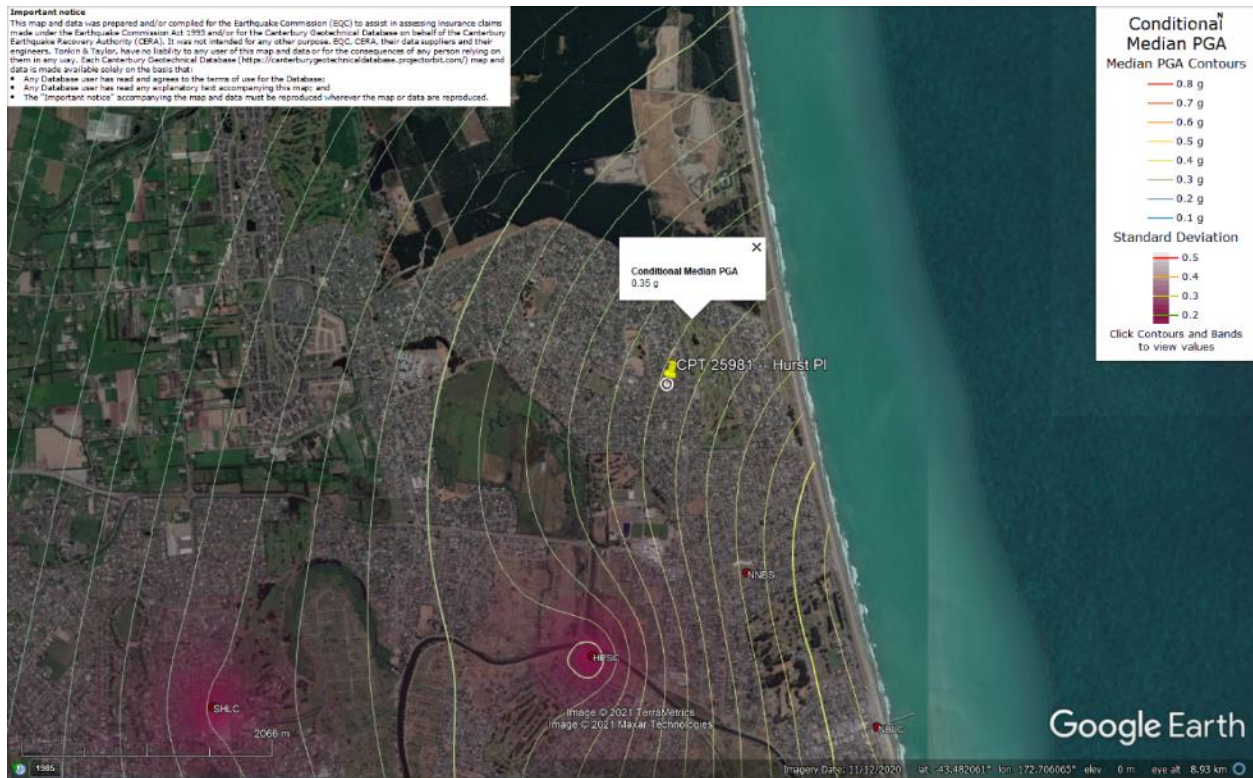 Important notice
This map and data was prepared and/or compiled for the Earthquake Commission (EQC) to assist in assessing insurance claims
made under the Earthquake Commission Act 1993 and/or for the Canterbury Geotechnical Database on behalf of the Canterbury
Earthquake Recovery Authority (CERA). It was not intended for any other purpose. EQC, CERA, their data suppliers and their
engineers, Tonkin & Taylor, have no liability to any user of this map and data or for the consequences of any person relying on
them in any way. Each Canterbury Geotechnical Database (https://canterburygeotechnicaldatabase.projectorbit.com/) map and
data is made available solely on the basis that:
• Any Database user has read and agrees to the terms of use for the Database;
• Any Database user has read any explanatory text accompanying this map; and
• The "Important notice" accompanying the map and data must be reproduced wherever the map or data are reproduced.
N
Conditional
Median PGA
Median PGA Contours
0.8 g
0.7 g
0.6 g
0.5 g
0.4 g
0.3 g
0.2 g
0.1 g
Standard Deviation
0.5
0.4
0.3
0.2
Click Contours and Bands
to view values
Conditional Median PGA
0.35 g
CPT 25981 -- Hurst Pl
NNBS
HPSC
SHLC
NBLC
2066 m
Image © 2021 TerraMetrics
Image © 2021 Maxar Technologies
Google Earth
1985
Imagery Date: 11/12/2020 lat -43.482061° lon 172.706065° elev 0 m eye alt 8.93 km